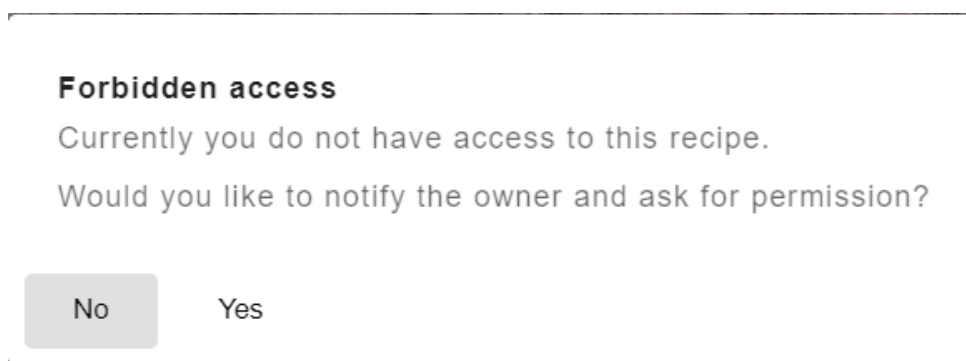 Forbidden access
Currently you do not have access to this recipe.
Would you like to notify the owner and ask for permission?
No Yes